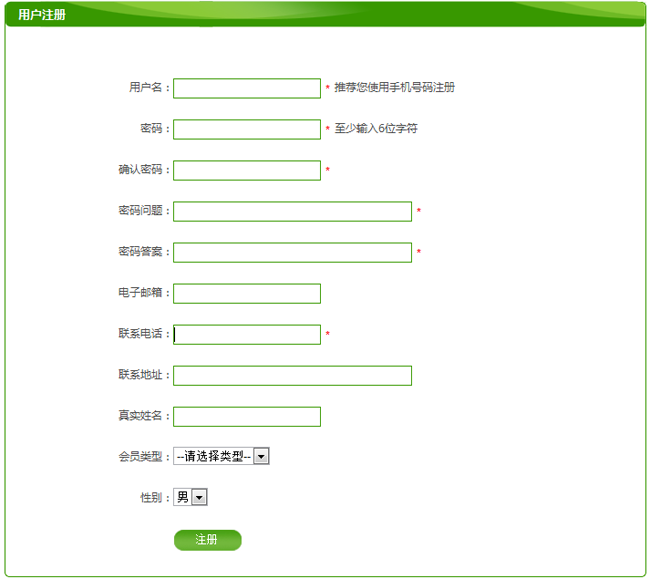 用户注册
用户名： * 推荐您使用手机号码注册
密码： * 至少输入6位字符
确认密码： *
密码问题： *
密码答案： *
电子邮箱：
联系电话： *
联系地址：
真实姓名：
会员类型： --请选择类型--
性别： 男
注册